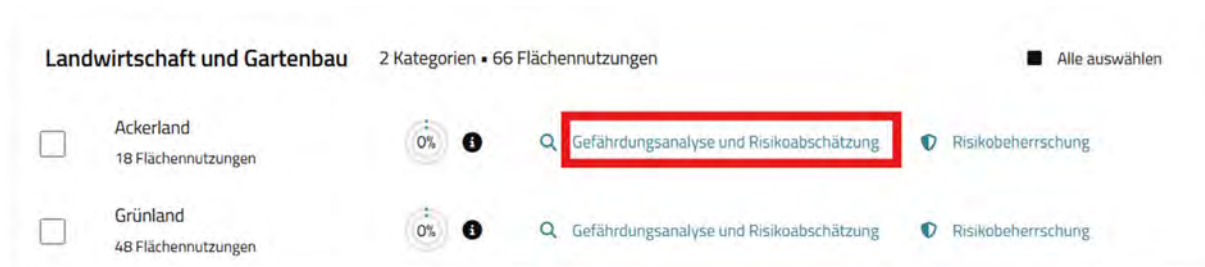 Landwirtschaft und Gartenbau 2 Kategorien • 66 Flächennutzungen Alle auswählen
Ackerland
18 Flächennutzungen
0% i Gefährdungsanalyse und Risikoabschätzung Risikobeherrschung
Grünland
48 Flächennutzungen
0% i Gefährdungsanalyse und Risikoabschätzung Risikobeherrschung